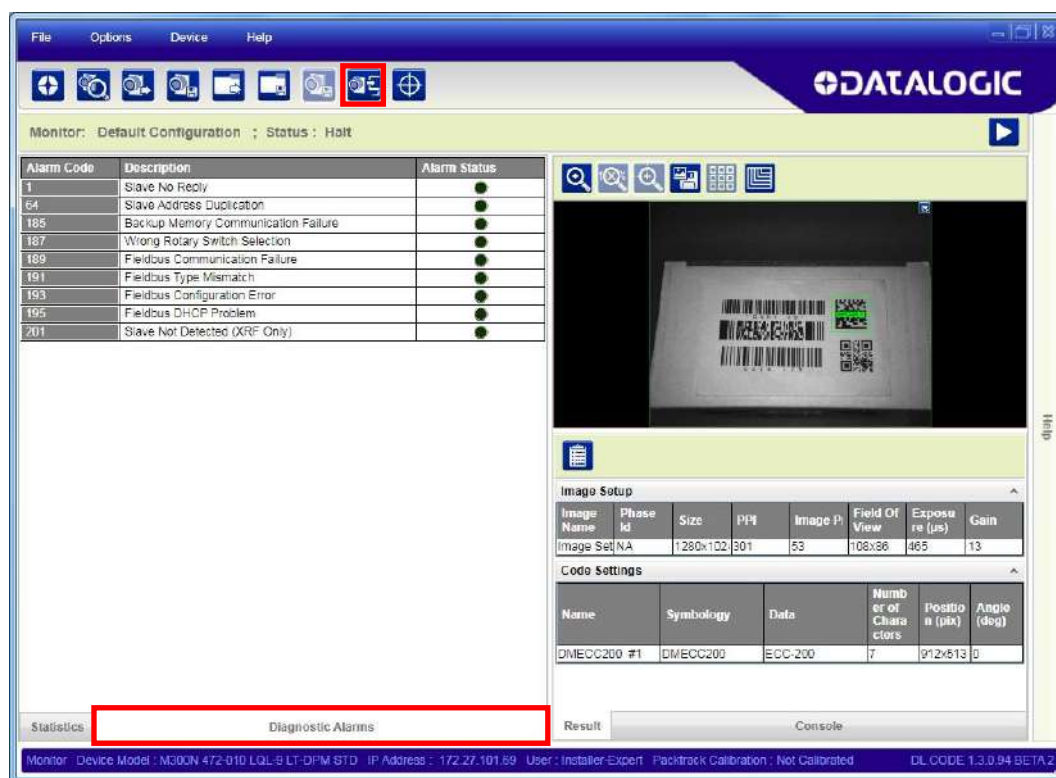 File Options Device Help
DATALOGIC
Monitor: Default Configuration ; Status : Halt
Alarm Code Description Alarm Status
1 Slave No Reply
64 Slave Address Duplication
185 Backup Memory Communication Failure
187 Wrong Rotary Switch Selection
189 Fieldbus Communication Failure
191 Fieldbus Type Mismatch
193 Fieldbus Configuration Error
195 Fieldbus DHCP Problem
201 Slave Not Detected (XRF Only)
Help
Image Setup
Image Name Phase Id Size PPI Image P Field Of View Exposu re (µs) Gain
Image Set NA 1280x102 301 53 108x86 465 13
Code Settings
Name Symbology Data Numb er of Chara cters Positio n (pix) Angle (deg)
DMECC200 #1 DMECC200 ECC-200 7 912x513 0
Statistics Diagnostic Alarms Result Console
Monitor Device Model : M300N 472-010 LQL-9 LT-DPM STD IP Address : 172.27.101.69 User : Installer-Expert Packtrack Calibration : Not Calibrated DL.CODE 1.3.0.94 BETA 2